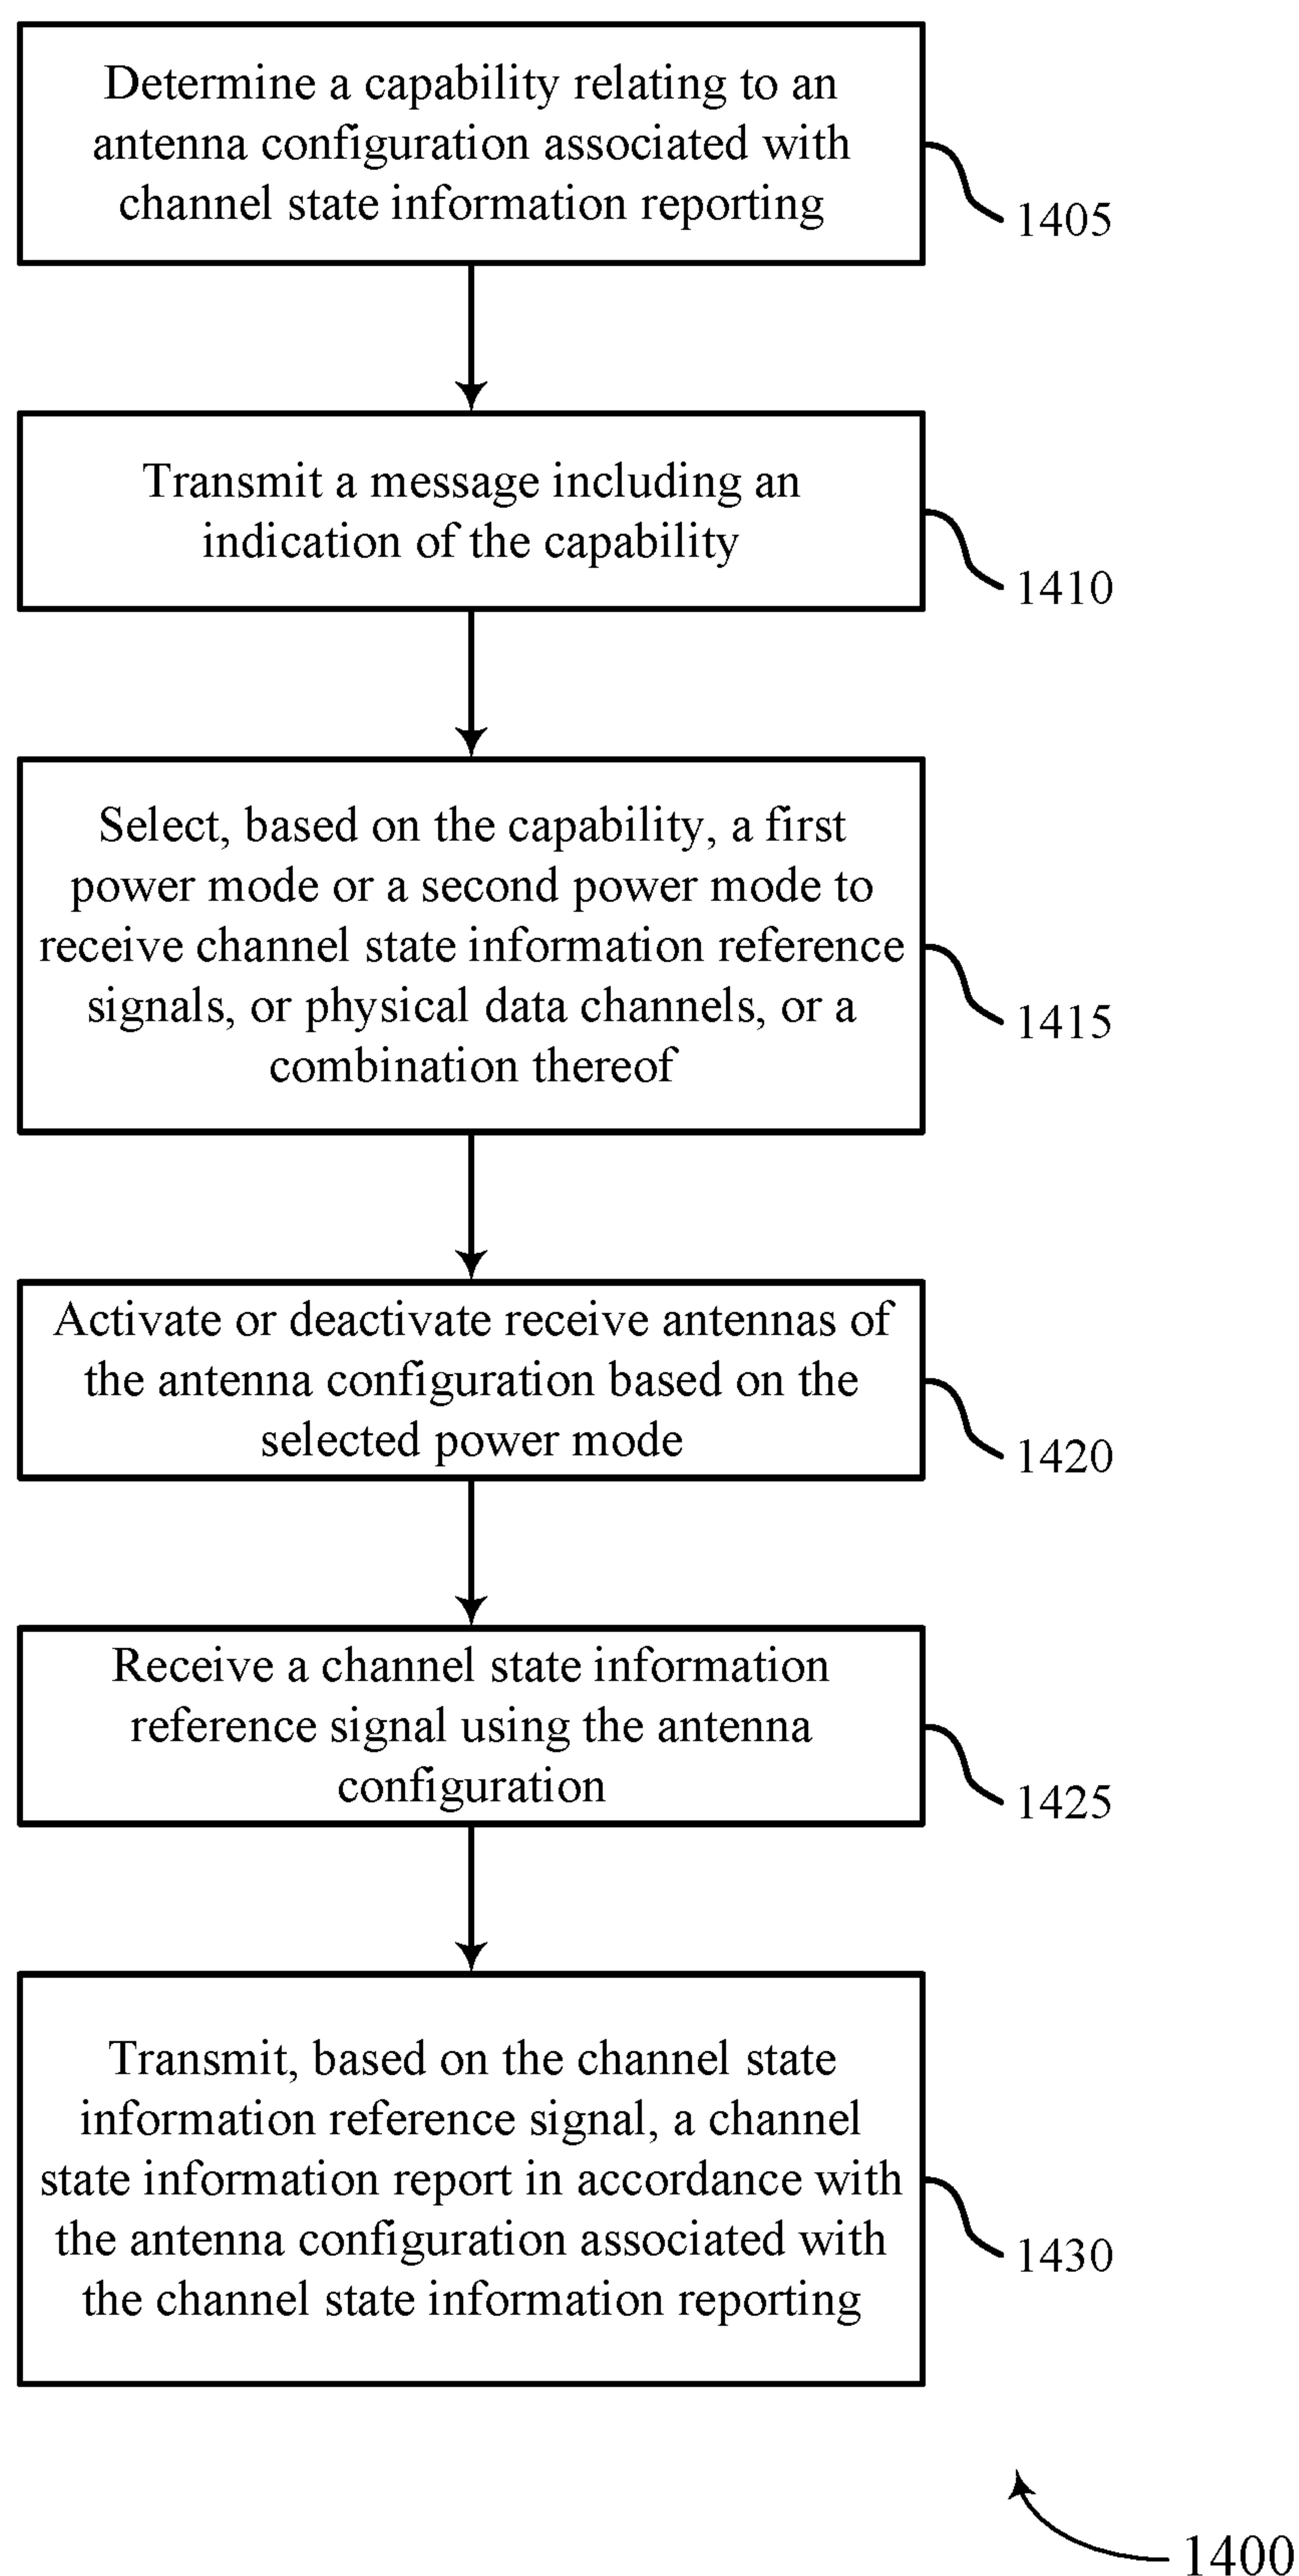 Determine a capability relating to an
antenna configuration associated with
channel state information reporting
1405
Transmit a message including an
indication of the capability
1410
Select, based on the capability, a first
power mode or a second power mode to
receive channel state information reference
signals, or physical data channels, or a
combination thereof
1415
Activate or deactivate receive antennas of
the antenna configuration based on the
selected power mode
1420
Receive a channel state information
reference signal using the antenna
configuration
1425
Transmit, based on the channel state
information reference signal, a channel
state information report in accordance with
the antenna configuration associated with
the channel state information reporting
1430
1400